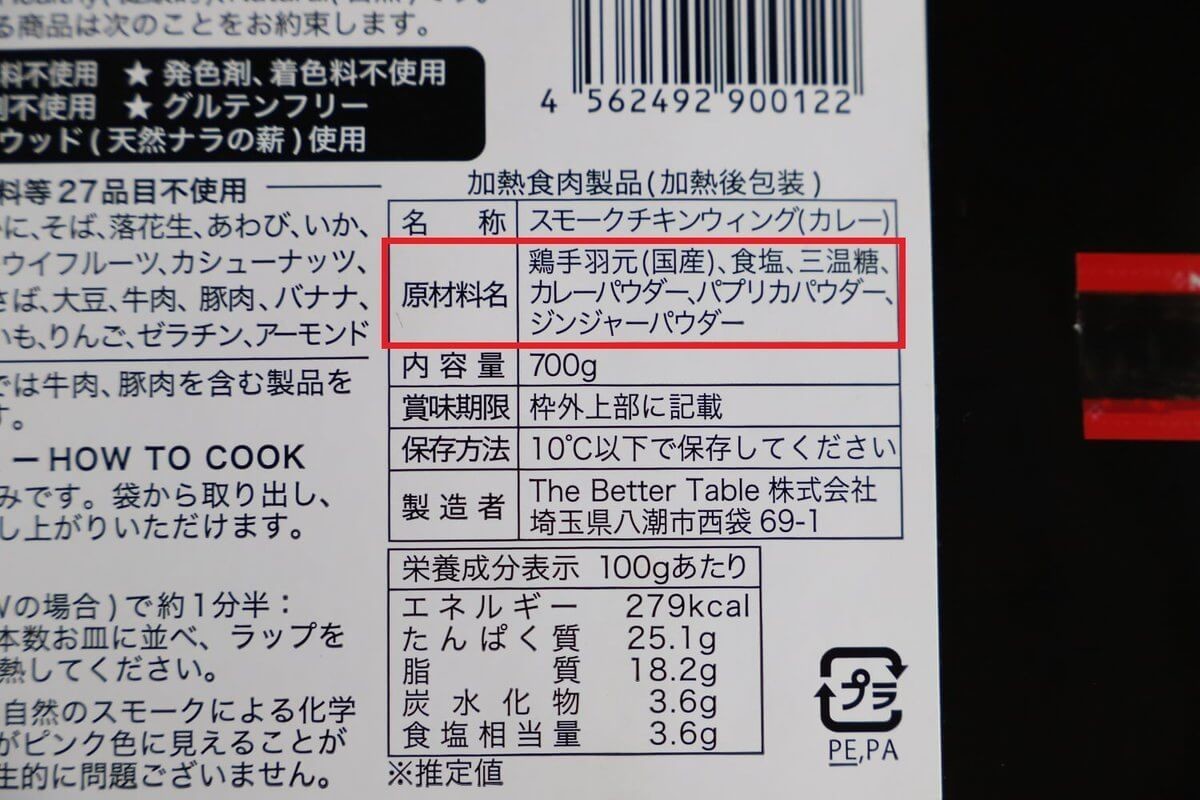 る商品は次のことをお約束します。
料不使用 ★ 発色剤、着色料不使用
剤不使用 ★ グルテンフリー
ウッド(天然ナラの薪)使用
4 562492 900122
料等27品目不使用
に、そば、落花生、あわび、いか、
ウイフルーツ、カシューナッツ、
さば、大豆、牛肉、豚肉、バナナ、
いも、りんご、ゼラチン、アーモンド
では牛肉、豚肉を含む製品を
す。
ーHOW TO COOK
みです。袋から取り出し、
し上がりいただけます。
Wの場合)で約1分半：
本数お皿に並べ、ラップを
熱してください。
自然のスモークによる化学
がピンク色に見えることが
生的に問題ございません。
加熱食肉製品(加熱後包装)
名称 スモークチキンウィング(カレー)
原材料名 鶏手羽元(国産)、食塩、三温糖、
カレーパウダー、パプリカパウダー、
ジンジャーパウダー
内容量 700g
賞味期限 枠外上部に記載
保存方法 10℃以下で保存してください
製造者 The Better Table 株式会社
埼玉県八潮市西袋 69-1
栄養成分表示 100gあたり
エネルギー 279kcal
たんぱく質 25.1g
脂質 18.2g
炭水化物 3.6g
食塩相当量 3.6g
※推定値
プラ
PE,PA